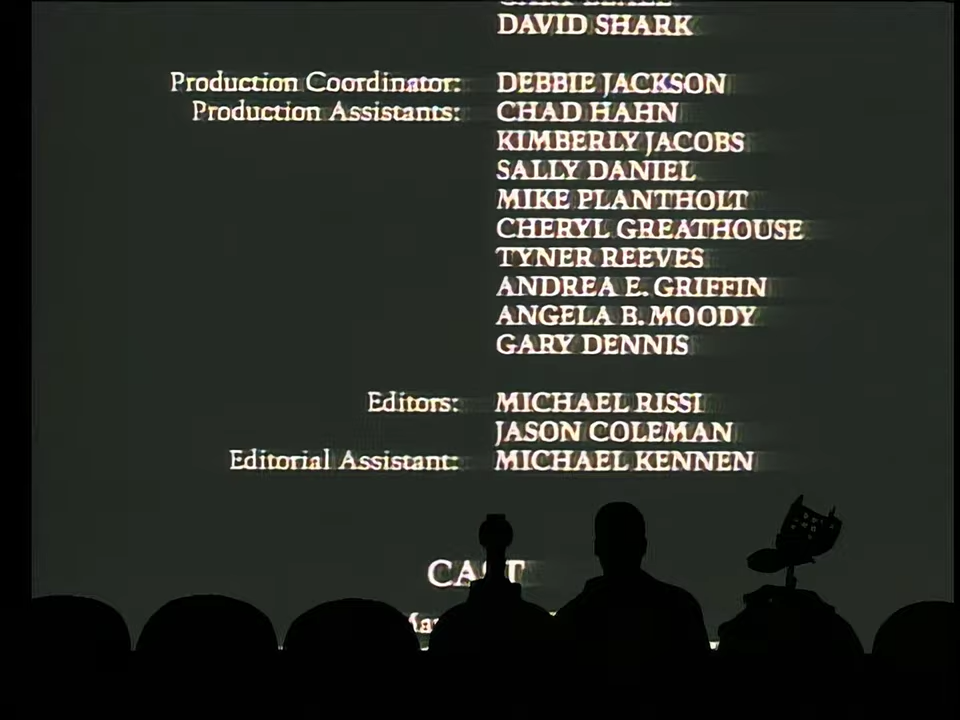 DAVID SHARK
Production Coordinator: DEBBIE JACKSON
Production Assistants: CHAD HAHN
KIMBERLY JACOBS
SALLY DANIEL
MIKE PLANTHOLT
CHERYL GREATHOUSE
TYNER REEVES
ANDREA E. GRIFFIN
ANGELA B. MOODY
GARY DENNIS
Editors: MICHAEL RISSI
JASON COLEMAN
Editorial Assistant: MICHAEL KENNEN
CAST